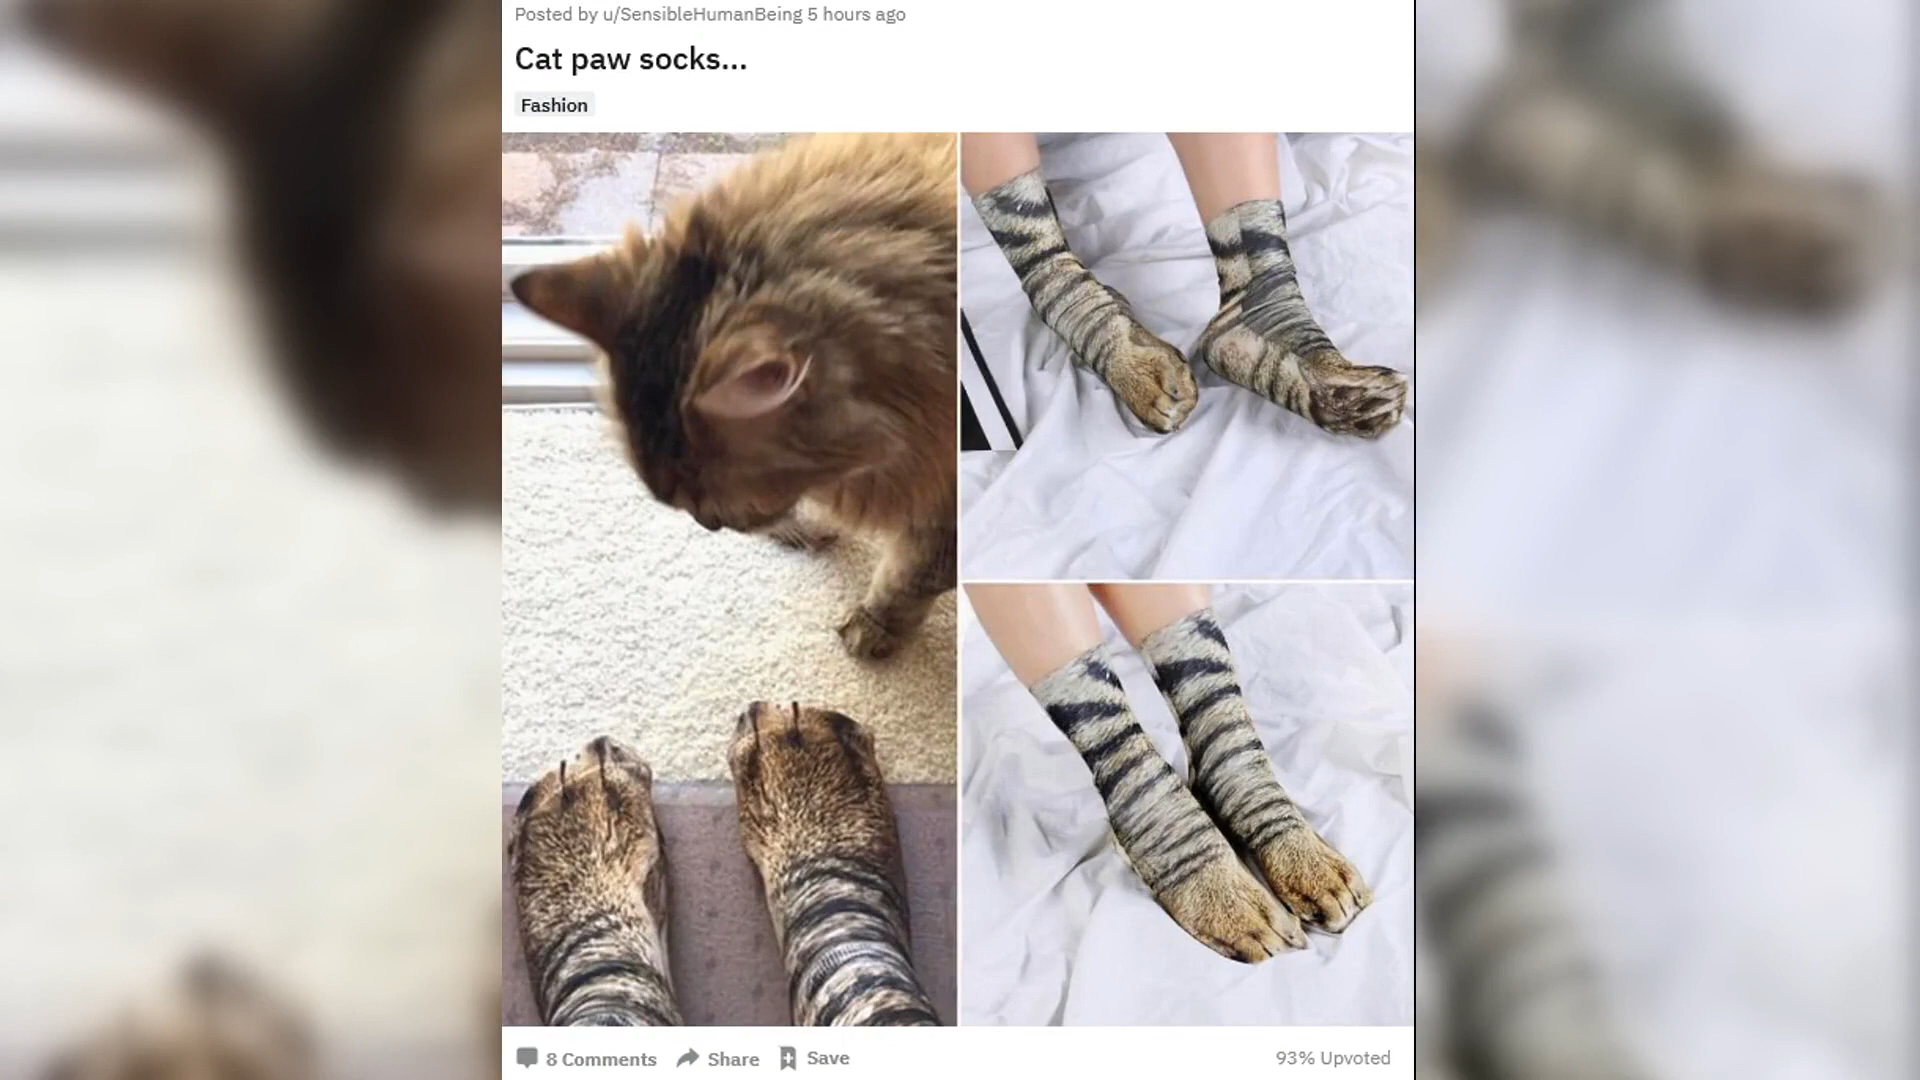 Posted by u/SensibleHumanBeing 5 hours ago
Cat paw socks...
Fashion
8 Comments Share Save 93% Upvoted